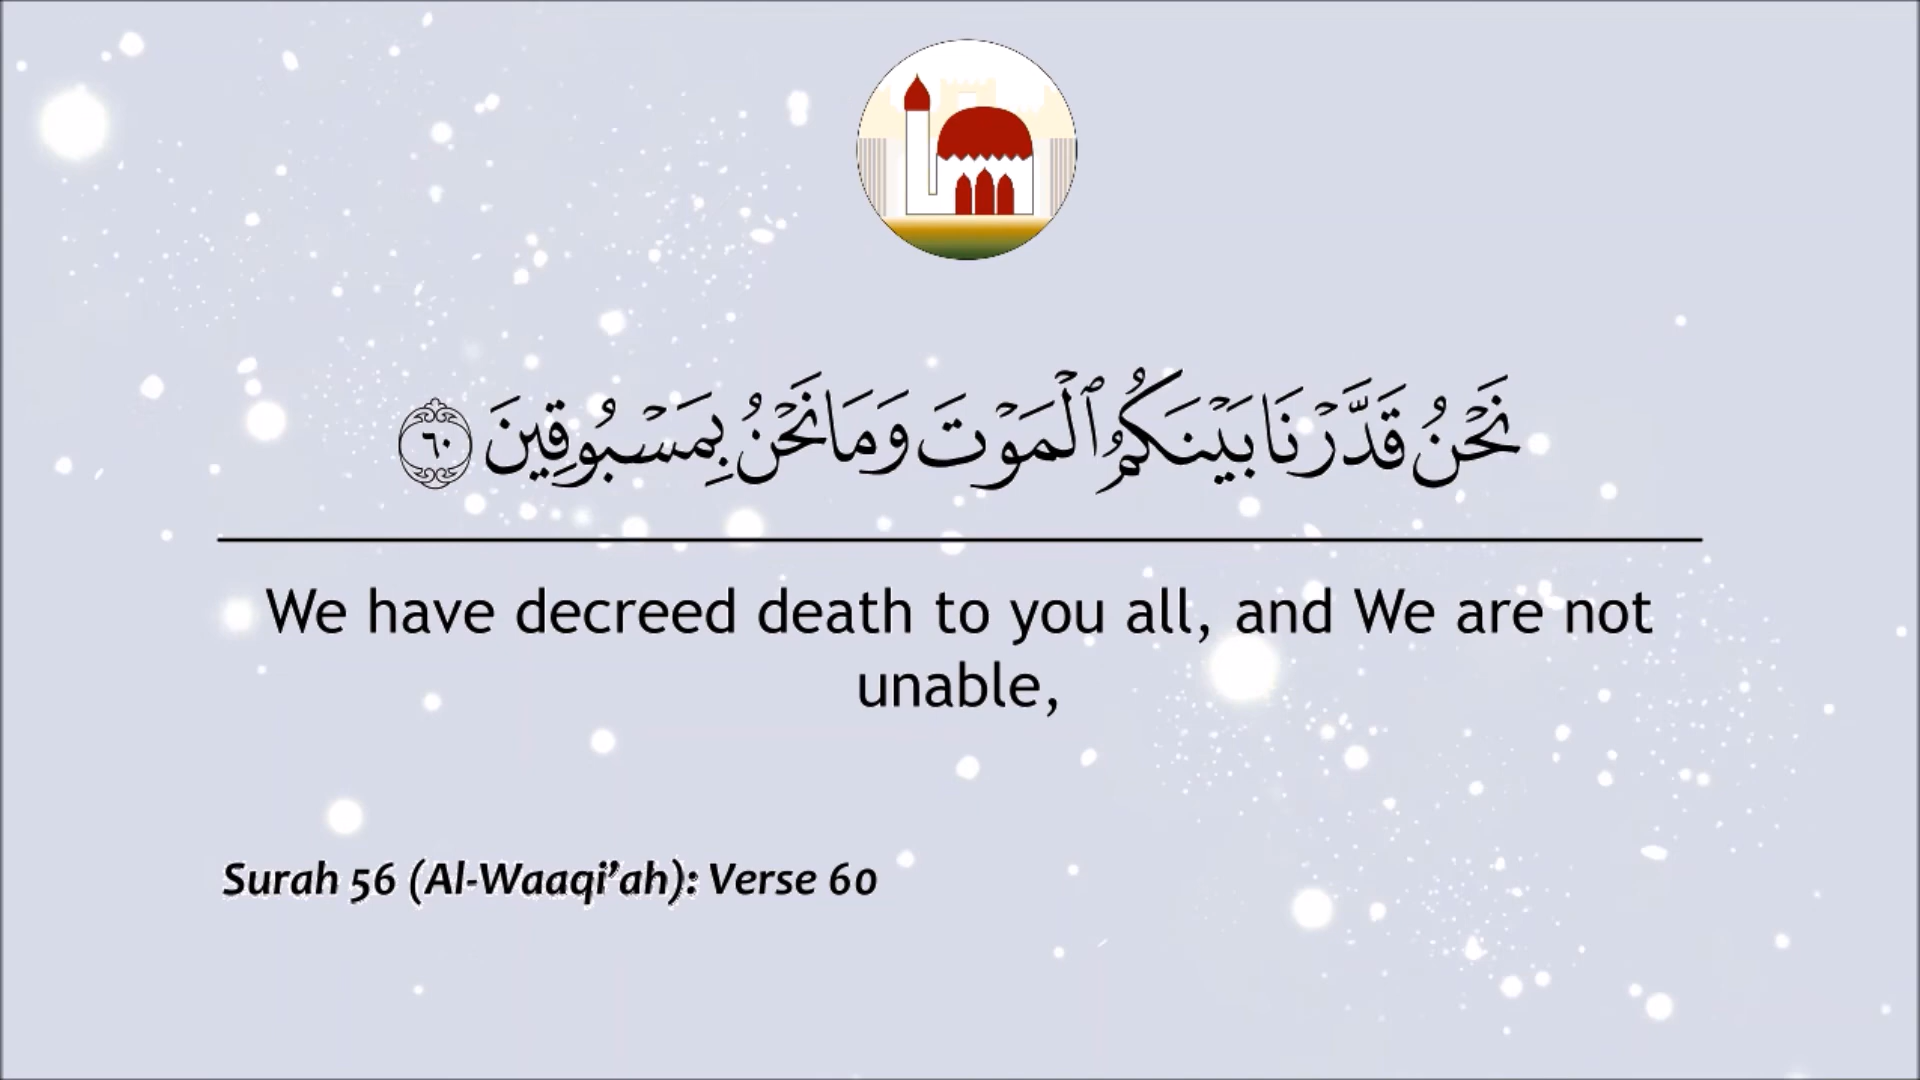 نَحْنُ قَدَّرْنَا بَيْنَكُمُ ٱلْمَوْتَ وَمَا نَحْنُ بِمَسْبُوقِينَ ٦٠
We have decreed death to you all, and We are not
unable,
Surah 56 (Al-Waaqi’ah): Verse 60